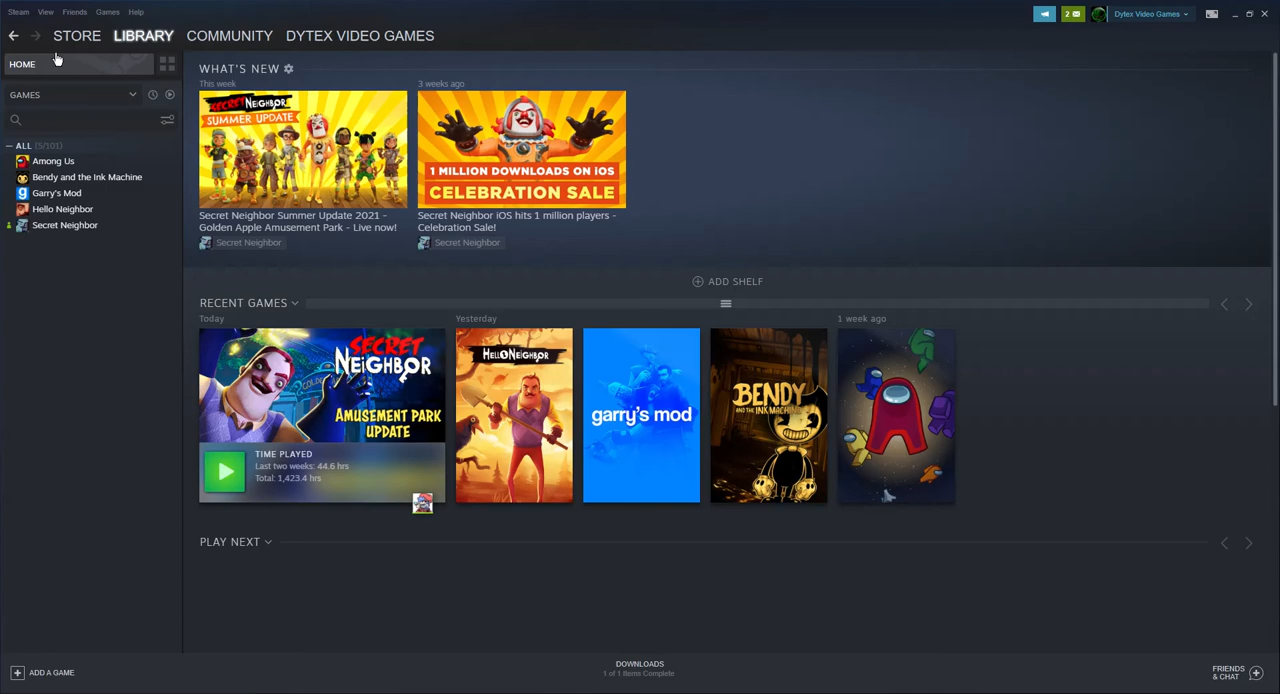 Steam View Friends Games Help
2 Dytex Video Games
STORE LIBRARY COMMUNITY DYTEX VIDEO GAMES
HOME
GAMES
ALL (5/101)
Among Us
Bendy and the Ink Machine
Garry's Mod
Hello Neighbor
Secret Neighbor
WHAT'S NEW
This week
3 weeks ago
SECRET NEIGHBOR
SUMMER UPDATE
1 MILLION DOWNLOADS ON iOS
CELEBRATION SALE
Secret Neighbor Summer Update 2021 -
Golden Apple Amusement Park - Live now!
Secret Neighbor
Secret Neighbor iOS hits 1 million players -
Celebration Sale!
Secret Neighbor
ADD SHELF
RECENT GAMES
Today
Yesterday
1 week ago
SECRET
NEIGHBOR
AMUSEMENT PARK
UPDATE
TIME PLAYED
Last two weeks: 44.6 hrs
Total: 1,423.4 hrs
HELLO NEIGHBOR
garry's mod
BENDY
AND THE INK MACHINE
PLAY NEXT
ADD A GAME
DOWNLOADS
1 of 1 Items Complete
FRIENDS
& CHAT